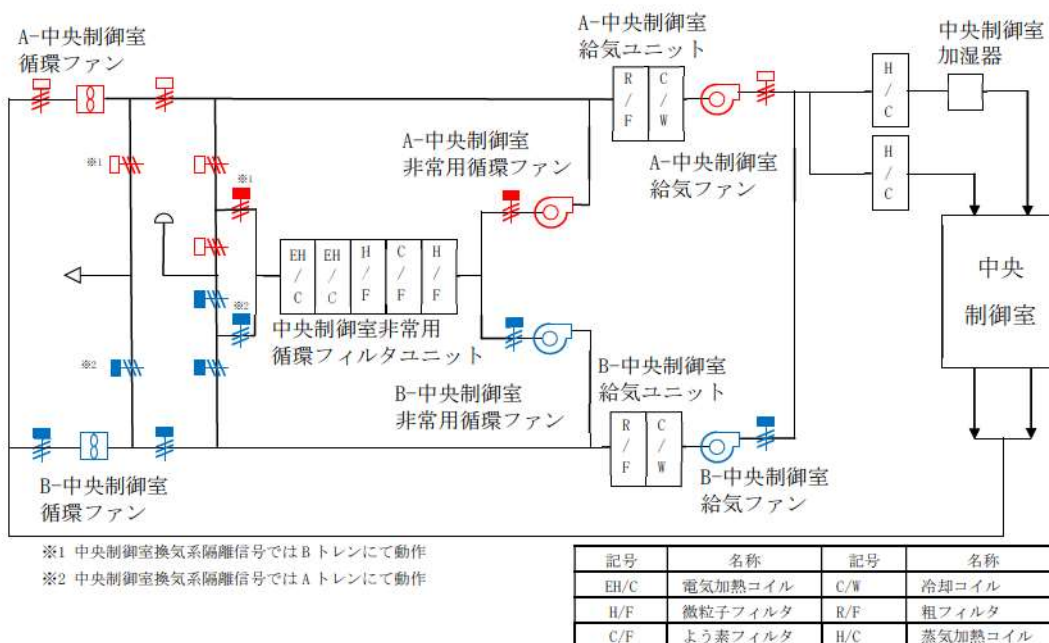 A-中央制御室
循環ファン
A-中央制御室
給気ユニット
中央制御室
加湿器
R/F
C/W
H/C
H/C
※1
※1
A-中央制御室
非常用循環ファン
A-中央制御室
給気ファン
EH/C
EH/C
H/F
C/F
H/F
中央
制御室
※2
※2
中央制御室非常用
循環フィルタユニット
B-中央制御室
非常用循環ファン
B-中央制御室
給気ユニット
R/F
C/W
B-中央制御室
循環ファン
B-中央制御室
給気ファン
※1 中央制御室換気系隔離信号ではBトレンにて動作
※2 中央制御室換気系隔離信号ではAトレンにて動作
記号 名称 記号 名称
EH/C 電気加熱コイル C/W 冷却コイル
H/F 微粒子フィルタ R/F 粗フィルタ
C/F よう素フィルタ H/C 蒸気加熱コイル